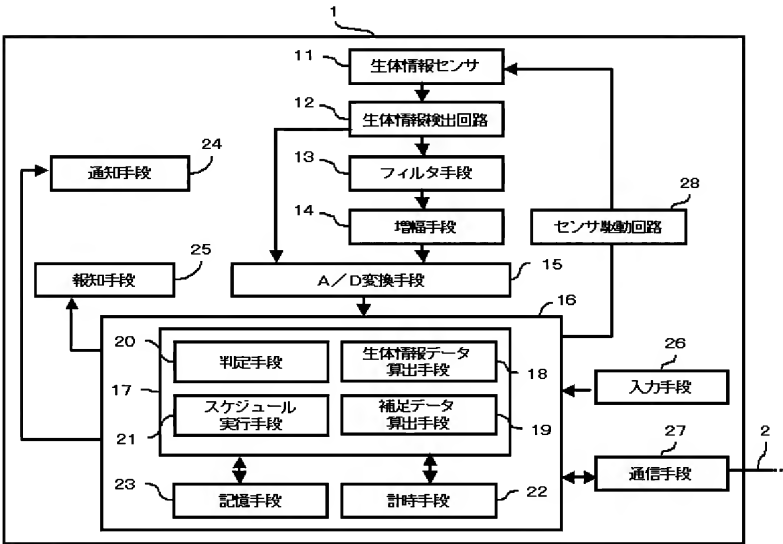 1
11
生体情報センサ
12
生体情報検出回路
24
通知手段
13
フィルタ手段
28
14
増幅手段
センサ駆動回路
25
報知手段
A/D変換手段
15
16
20
判定手段
生体情報データ
算出手段
18
26
入力手段
17
21
スケジュール
実行手段
補足データ
算出手段
19
27
通信手段
2
23
記憶手段
計時手段
22